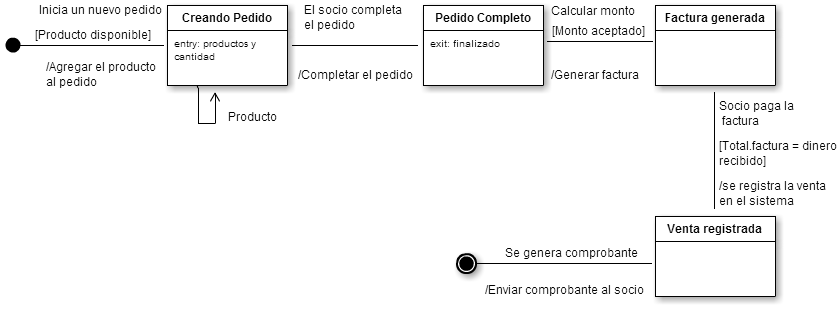 Inicia un nuevo pedido
[Producto disponible]
/Agregar el producto
al pedido
Creando Pedido
entry: productos y
cantidad
Producto
El socio completa
el pedido
/Completar el pedido
Pedido Completo
exit: finalizado
Calcular monto
[Monto aceptado]
/Generar factura
Factura generada
Socio paga la
factura
[Total.factura = dinero
recibido]
/se registra la venta
en el sistema
Venta registrada
Se genera comprobante
/Enviar comprobante al socio